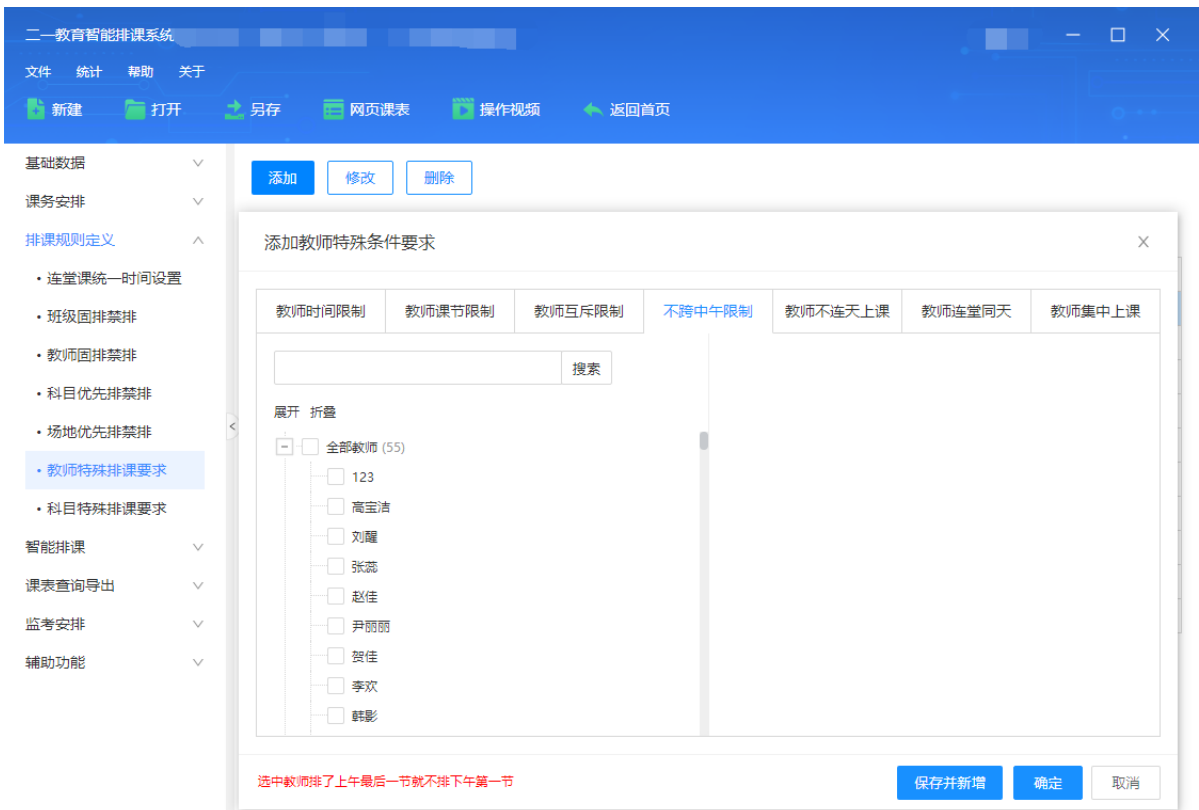 二一教育智能排课系统
文件 统计 帮助 关于
新建 打开 另存 网页课表 操作视频 返回首页
基础数据
课务安排
排课规则定义
• 连堂课统一时间设置
• 班级固排禁排
• 教师固排禁排
• 科目优先排禁排
• 场地优先排禁排
• 教师特殊排课要求
• 科目特殊排课要求
智能排课
课表查询导出
监考安排
辅助功能
添加 修改 删除
添加教师特殊条件要求
教师时间限制 教师课节限制 教师互斥限制 不跨中午限制 教师不连天上课 教师连堂同天 教师集中上课
搜索
展开 折叠
全部教师 (55)
123
高宝洁
刘醒
张蕊
赵佳
尹丽丽
贺佳
李欢
韩影
选中教师排了上午最后一节就不排下午第一节
保存并新增 确定 取消